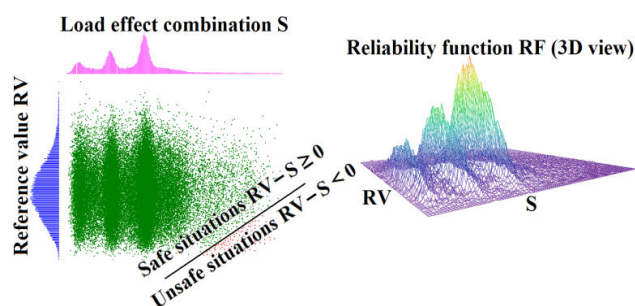 Load effect combination S
Reference value RV
Safe situations RV−S≥0
Unsafe situations RV−S<0
Reliability function RF (3D view)
RV
S